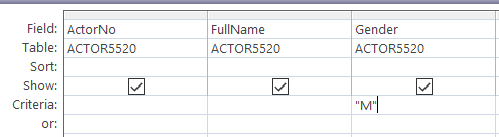 Field: ActorNo FullName Gender
Table: ACTOR5520 ACTOR5520 ACTOR5520
Sort:
Show:
Criteria: "M"
or: